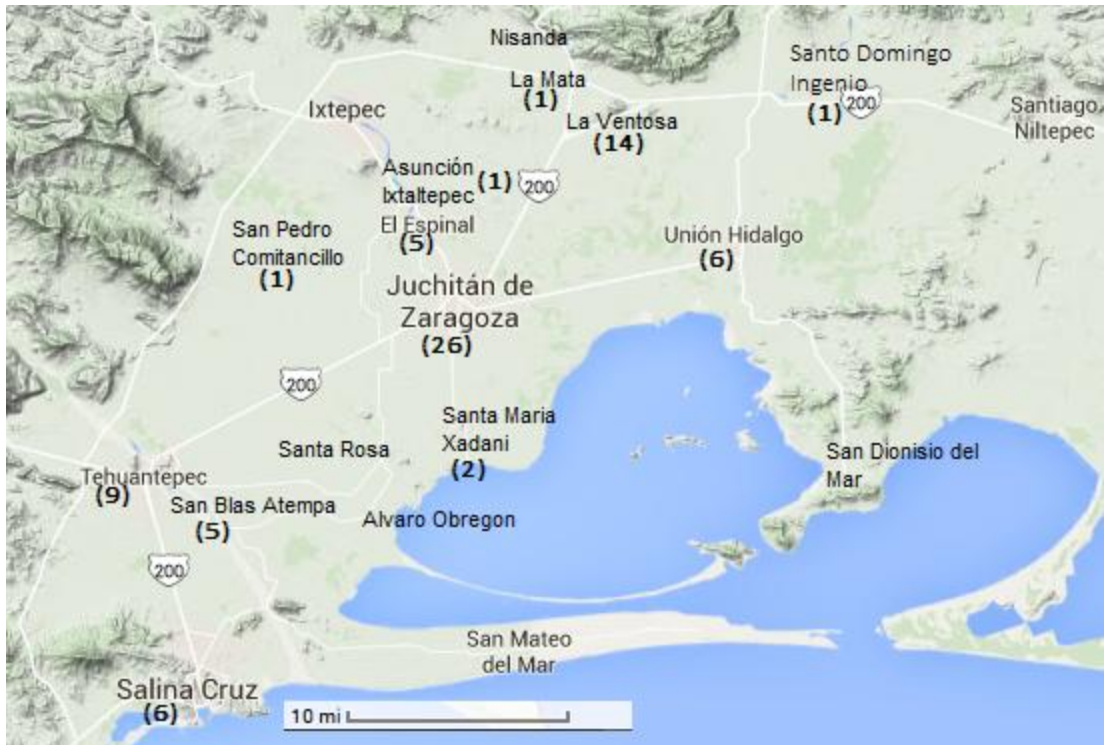 Nisanda
La Mata
(1)
Santo Domingo
Ingenio
(1)
200
Santiago
Niltepec
Ixtepec
La Ventosa
(14)
Asunción
Ixtaltepec
(1)
200
El Espinal
(5)
San Pedro
Comitancillo
(1)
Unión Hidalgo
(6)
Juchitán de
Zaragoza
(26)
200
Santa Maria
Xadani
(2)
Santa Rosa
San Dionisio del
Mar
Tehuantepec
(9)
San Blas Atempa
(5)
Alvaro Obregon
200
San Mateo
del Mar
Salina Cruz
(6)
10 mi